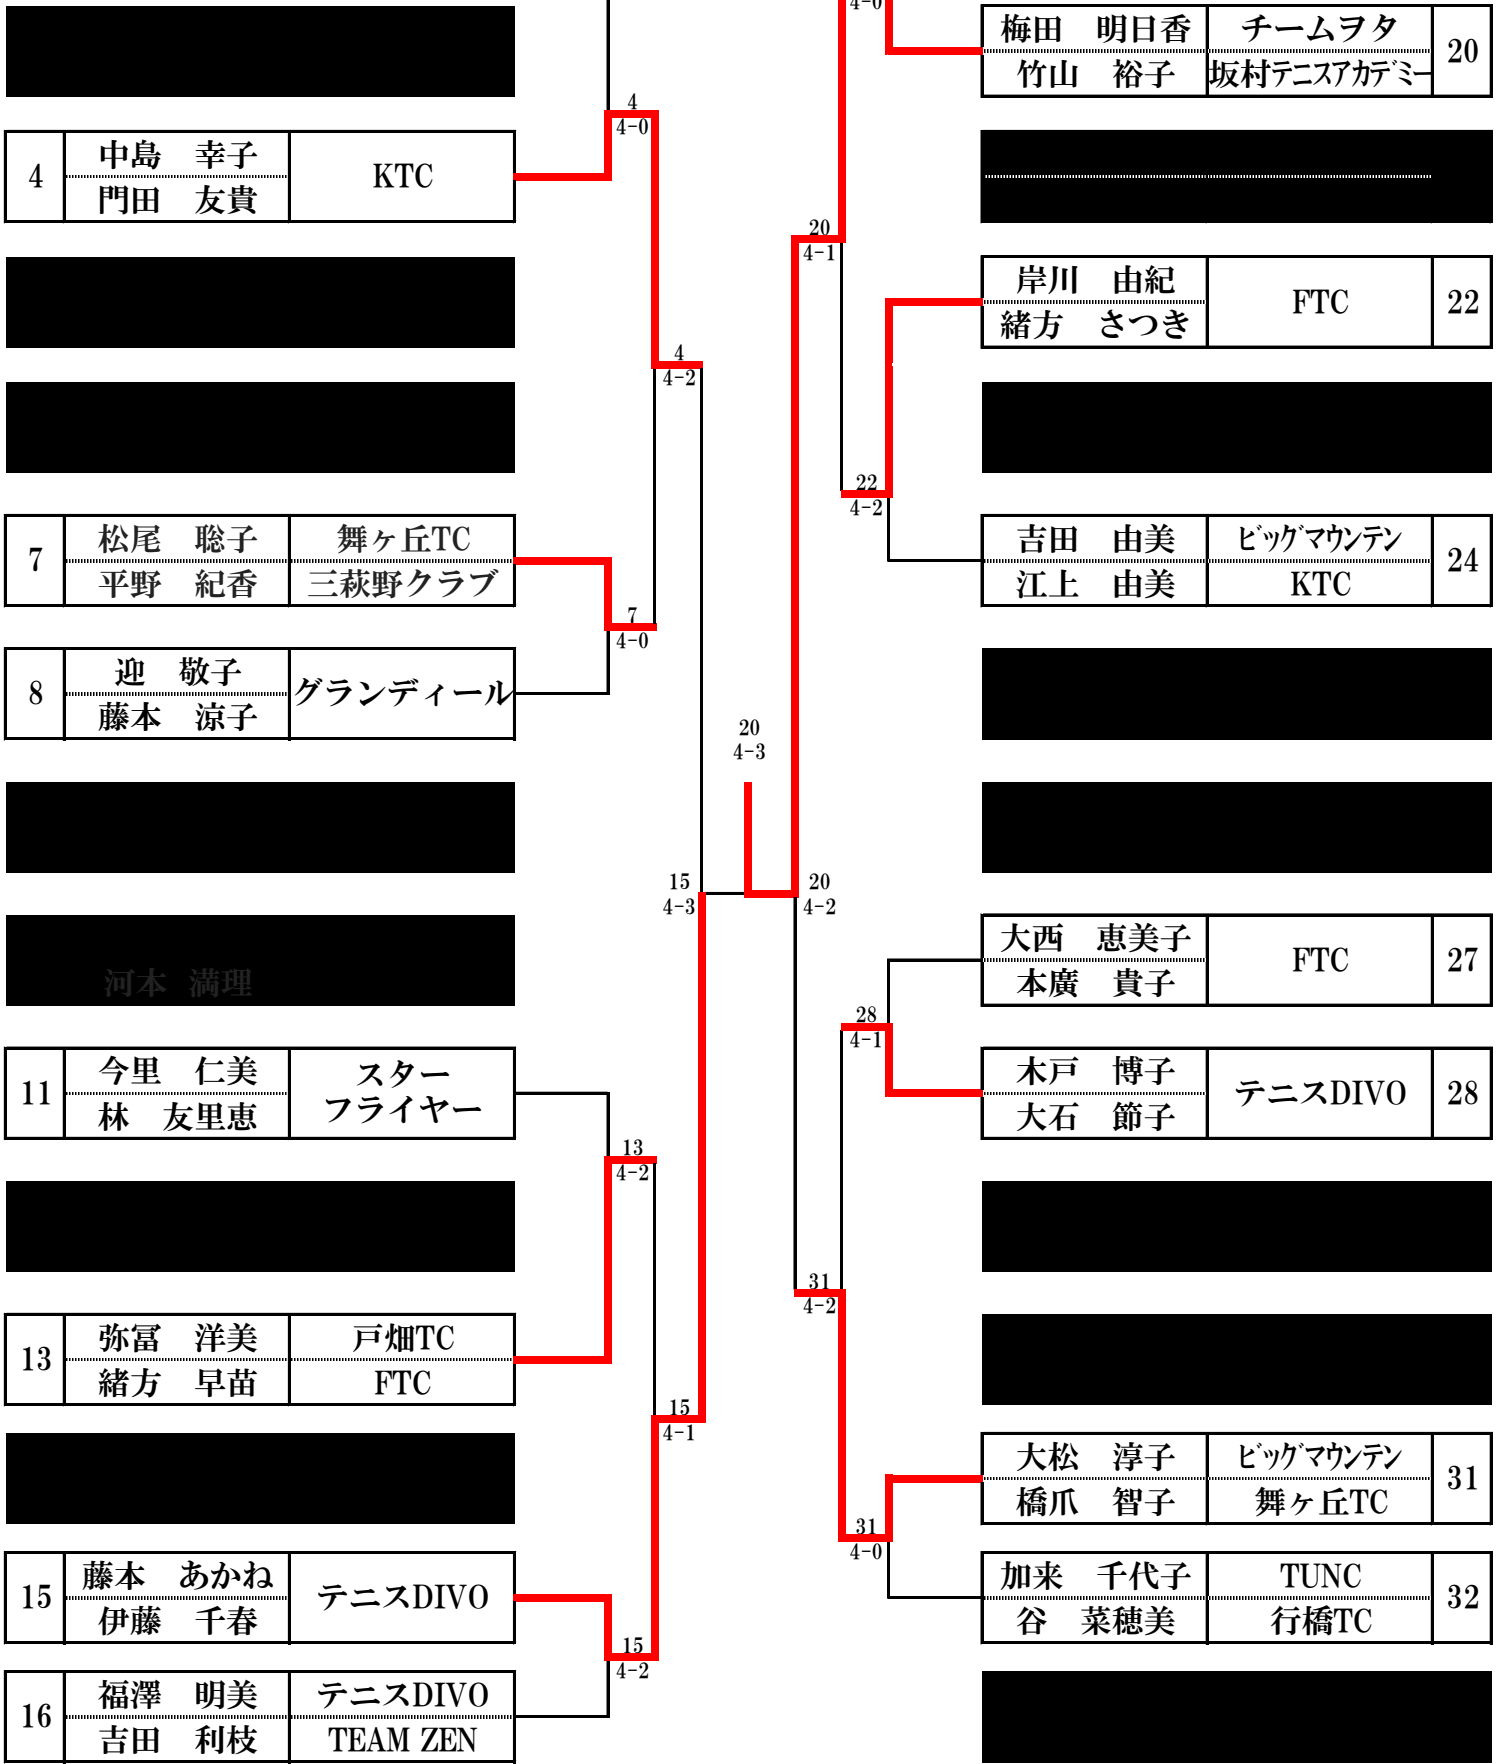 4-0
梅田　明日香 チームヲタ 20
竹山　裕子 坂村テニスアカデミー
4
4-0
4 中島　幸子 KTC
門田　友貴
20
4-1
岸川　由紀 FTC 22
緒方　さつき
4
4-2
22
4-2
7 松尾　聡子 舞ヶ丘TC
平野　紀香 三萩野クラブ
吉田　由美 ビッグマウンテン 24
江上　由美 KTC
7
4-0
8 迎　敬子 グランディール
藤本　涼子
20
4-3
15
4-3
20
4-2
大西　恵美子 FTC 27
本廣　貴子
河本　満理
28
4-1
11 今里　仁美 スター
林　友里恵 フライヤー
木戸　博子 テニスDIVO 28
大石　節子
13
4-2
31
4-2
13 弥冨　洋美 戸畑TC
緒方　早苗 FTC
15
4-1
大松　淳子 ビッグマウンテン 31
橋爪　智子 舞ヶ丘TC
31
4-0
15 藤本　あかね テニスDIVO
伊藤　千春
加来　千代子 TUNC 32
谷　菜穂美 行橋TC
15
4-2
16 福澤　明美 テニスDIVO
吉田　利枝 TEAM ZEN